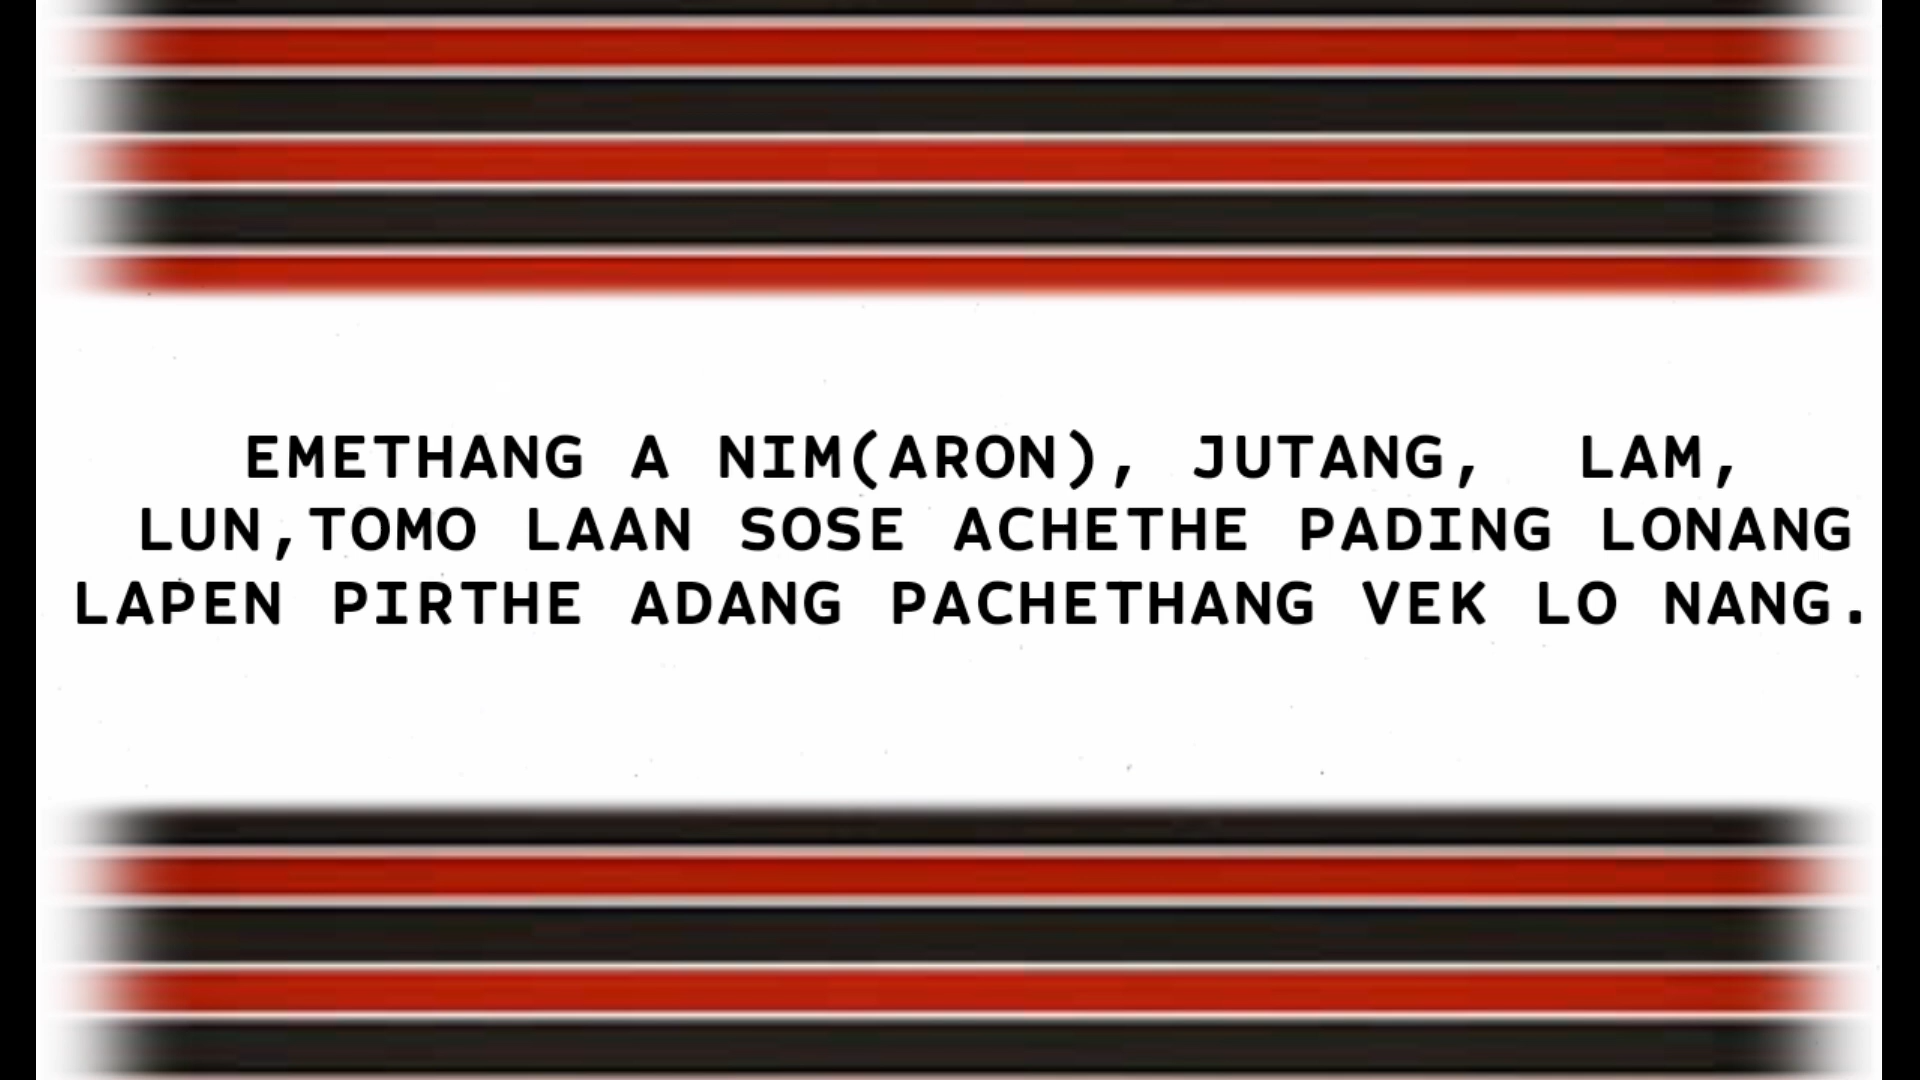 EMETHANG A NIM(ARON), JUTANG, LAM,
LUN,TOMO LAAN SOSE ACHETHE PADING LONANG
LAPEN PIRTHE ADANG PACHETHANG VEK LO NANG.